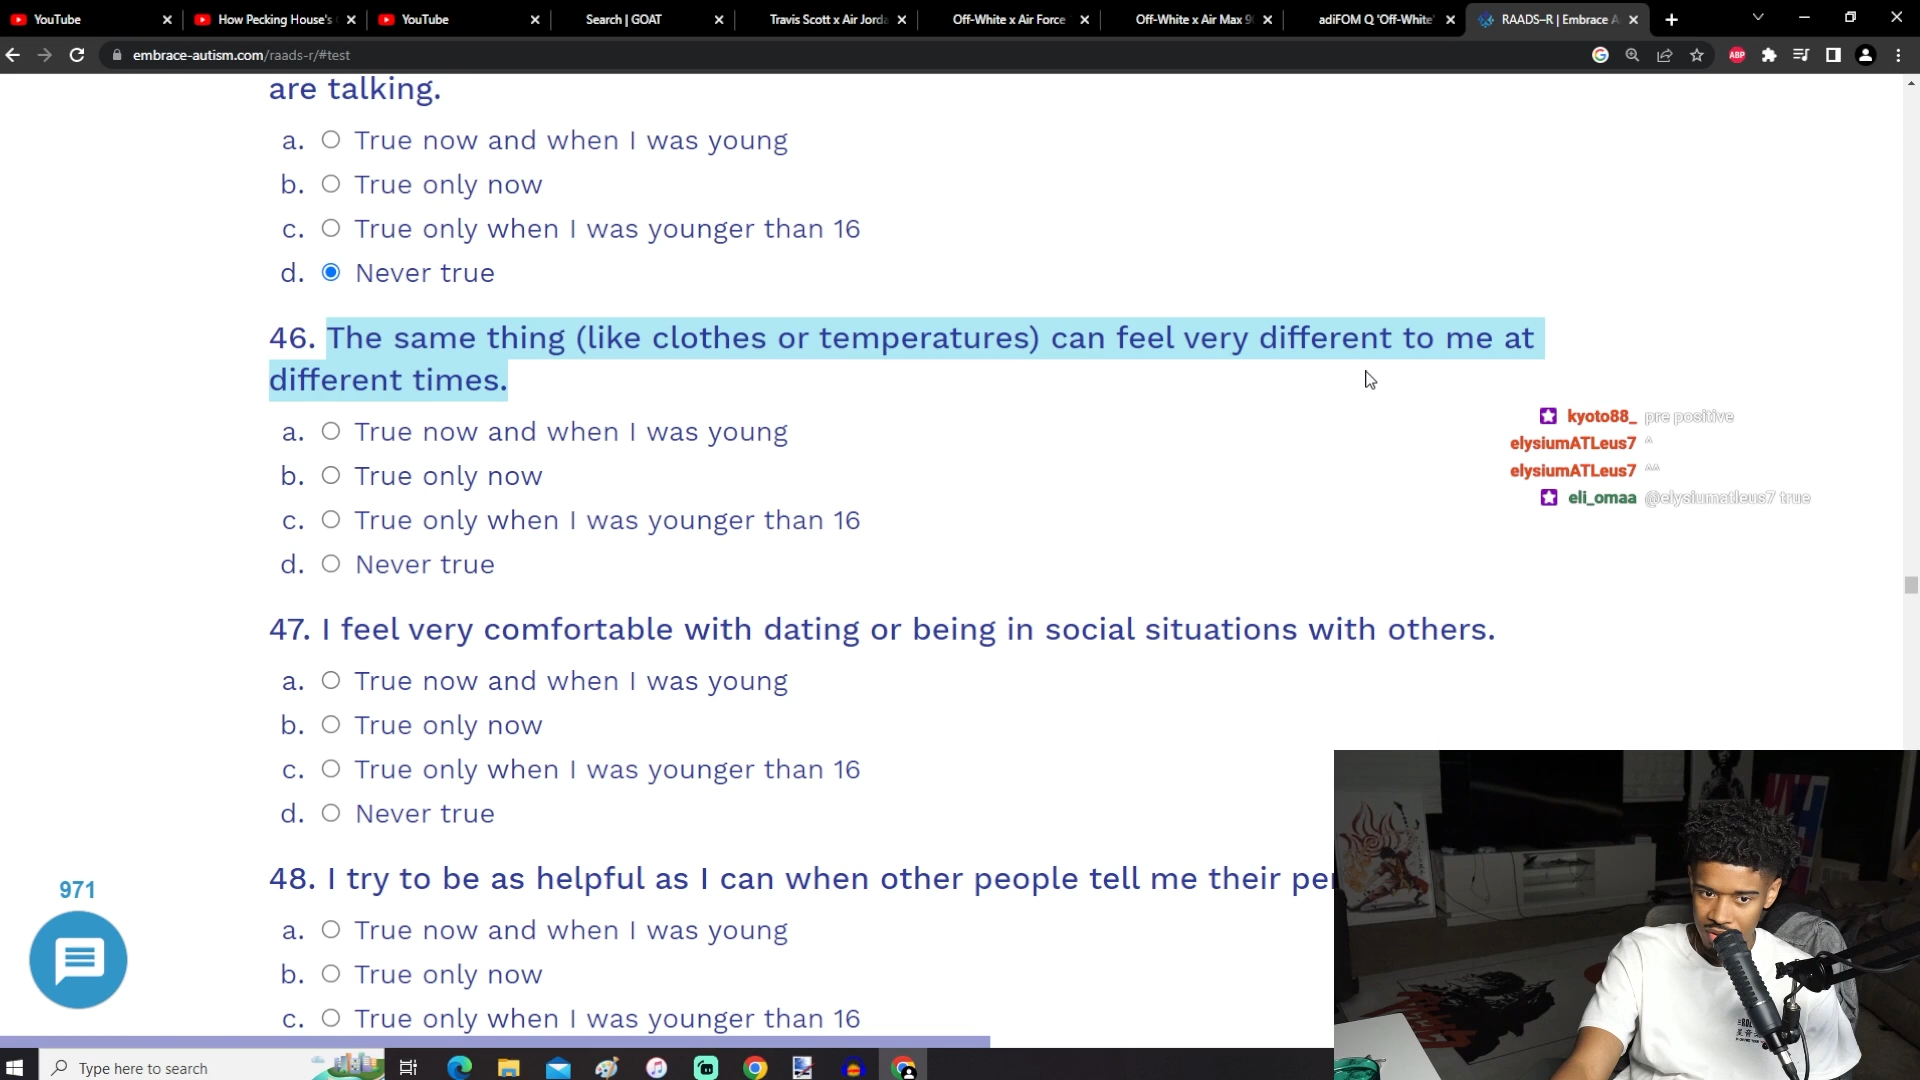 YouTube
How Pecking House's
YouTube
Search | GOAT
Travis Scott x Air Jorda
Off-White x Air Force
Off-White x Air Max 9
adiFOM Q 'Off-White'
RAADS–R | Embrace A
embrace-autism.com/raads-r/#test
ABP
are talking.
a. True now and when I was young
b. True only now
c. True only when I was younger than 16
d. Never true
46. The same thing (like clothes or temperatures) can feel very different to me at
different times.
a. True now and when I was young
b. True only now
c. True only when I was younger than 16
d. Never true
kyoto88_ pre positive
elysiumATLeus7 ^
elysiumATLeus7 ^^
eli_omaa @elysiumatleus7 true
47. I feel very comfortable with dating or being in social situations with others.
a. True now and when I was young
b. True only now
c. True only when I was younger than 16
d. Never true
48. I try to be as helpful as I can when other people tell me their per
a. True now and when I was young
b. True only now
c. True only when I was younger than 16
971
Type here to search